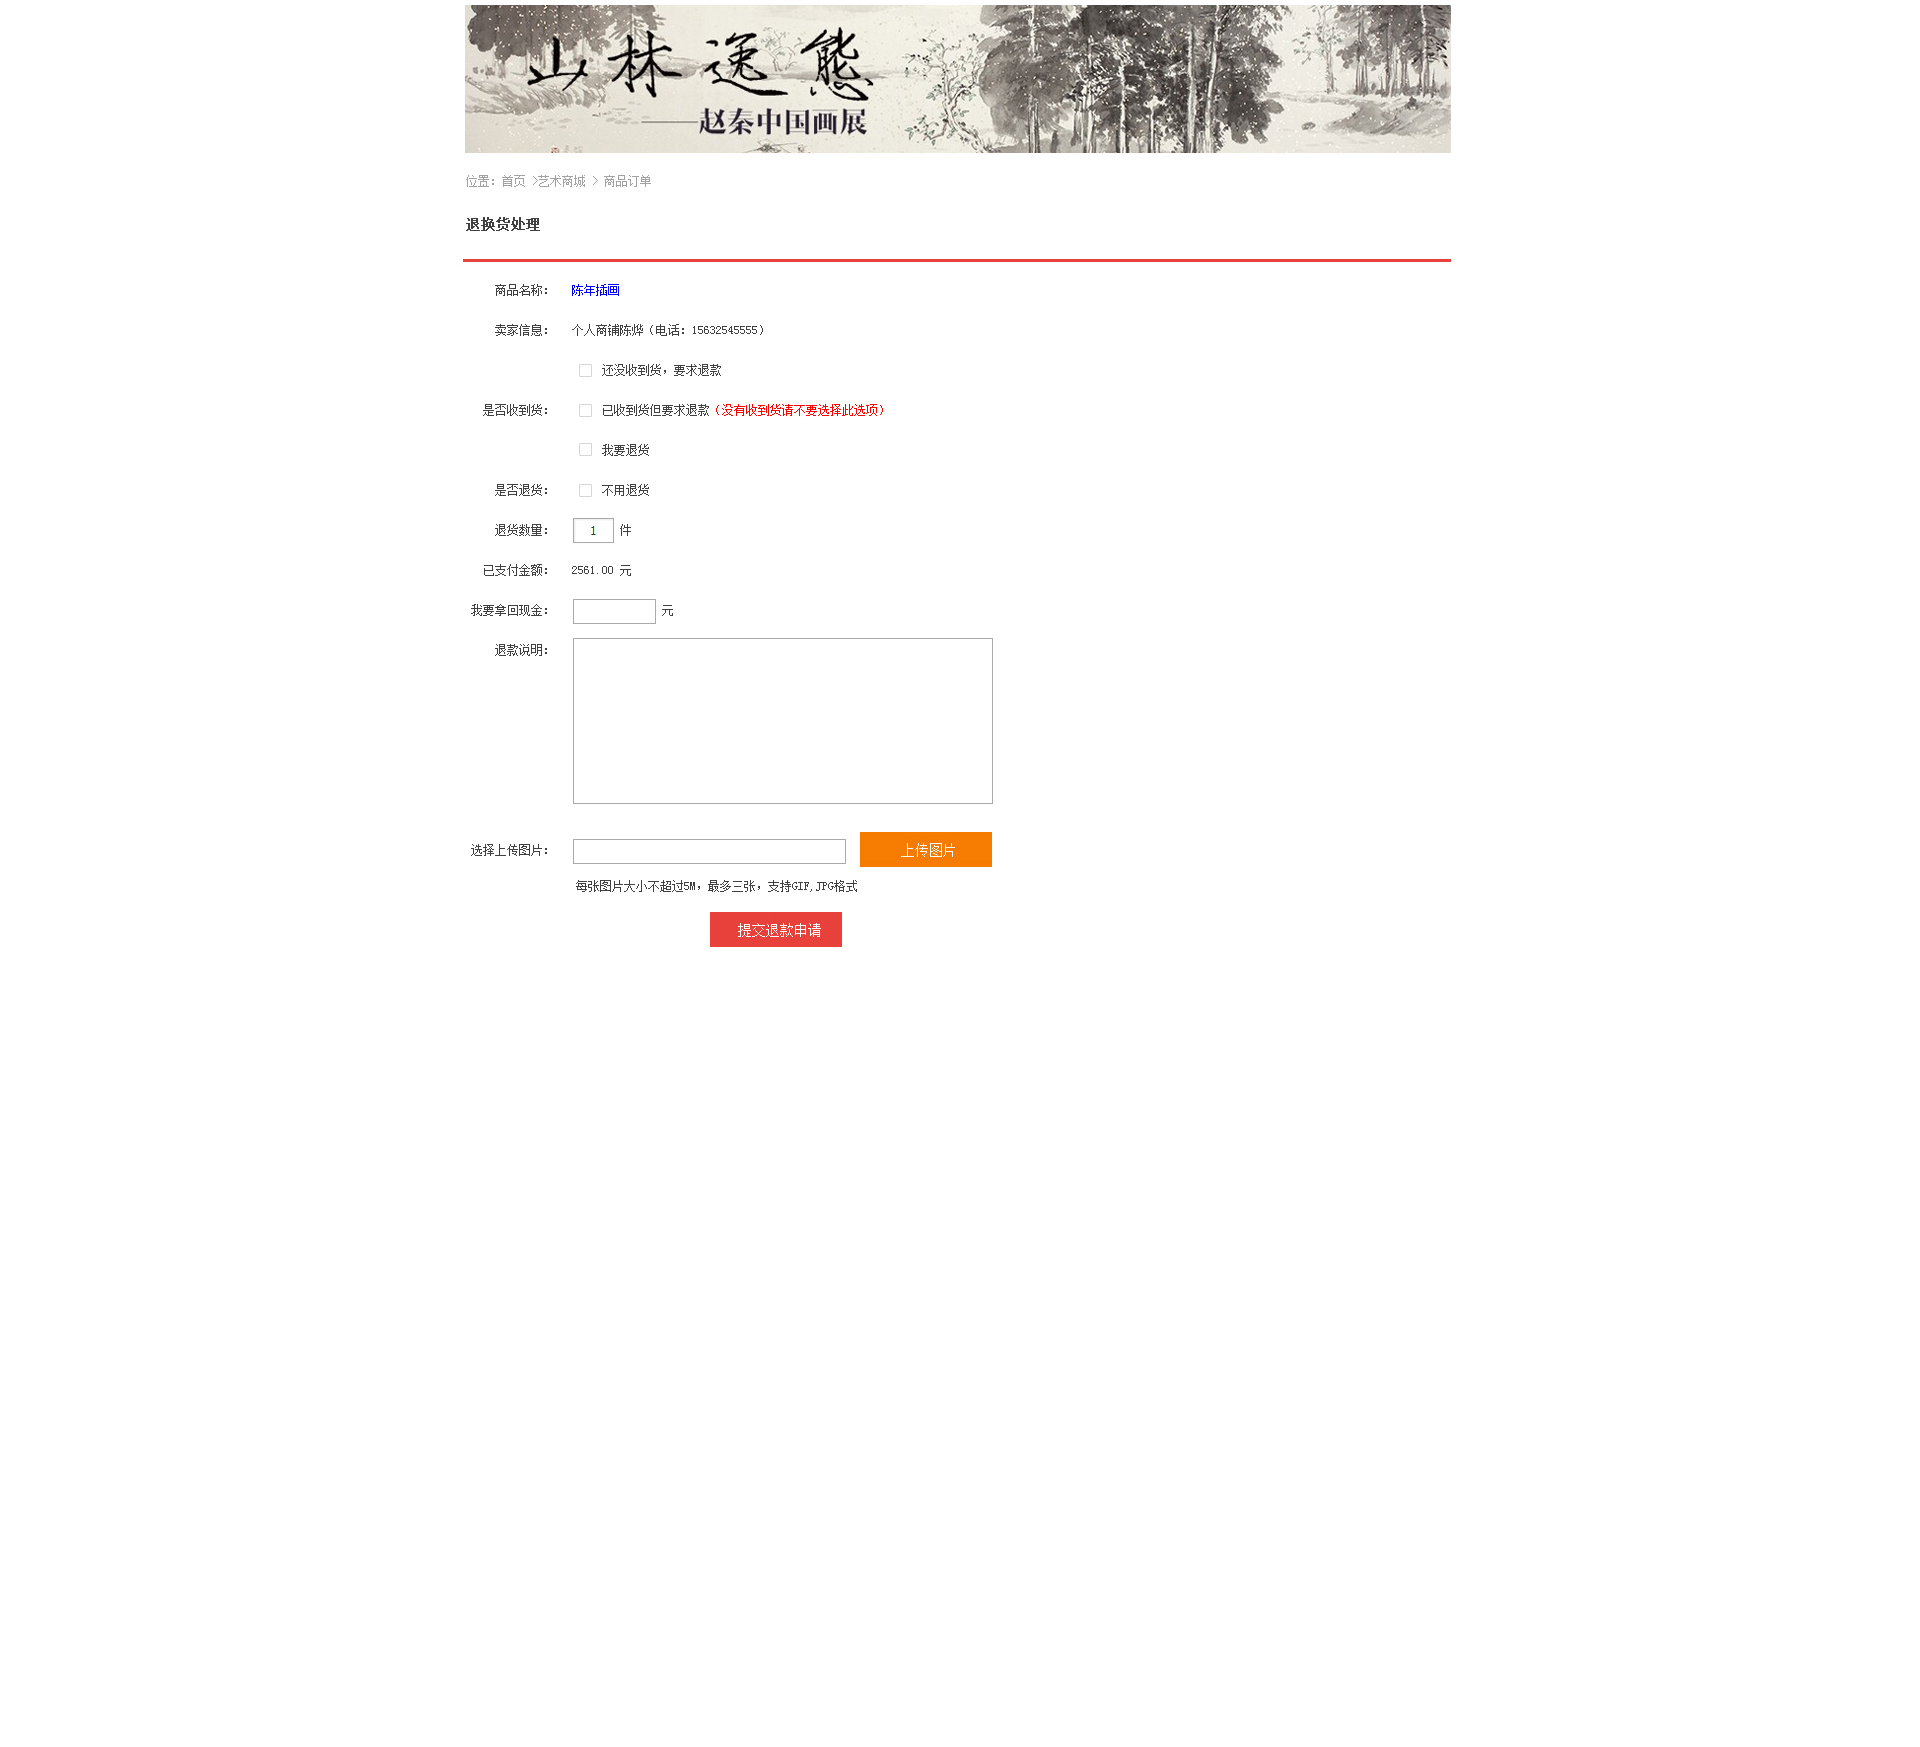 山林逸熊
——赵秦中国画展
位置：首页 >艺术商城 > 商品订单
退换货处理
商品名称： 陈年插画
卖家信息： 个人商铺陈烨（电话：15632545555）
还没收到货，要求退款
是否收到货： 已收到货但要求退款（没有收到货请不要选择此选项）
我要退货
是否退货： 不用退货
退货数量： 1 件
已支付金额： 2561.00 元
我要拿回现金： 元
退款说明：
选择上传图片： 上传图片
每张图片大小不超过5M，最多三张，支持GIF,JPG格式
提交退款申请